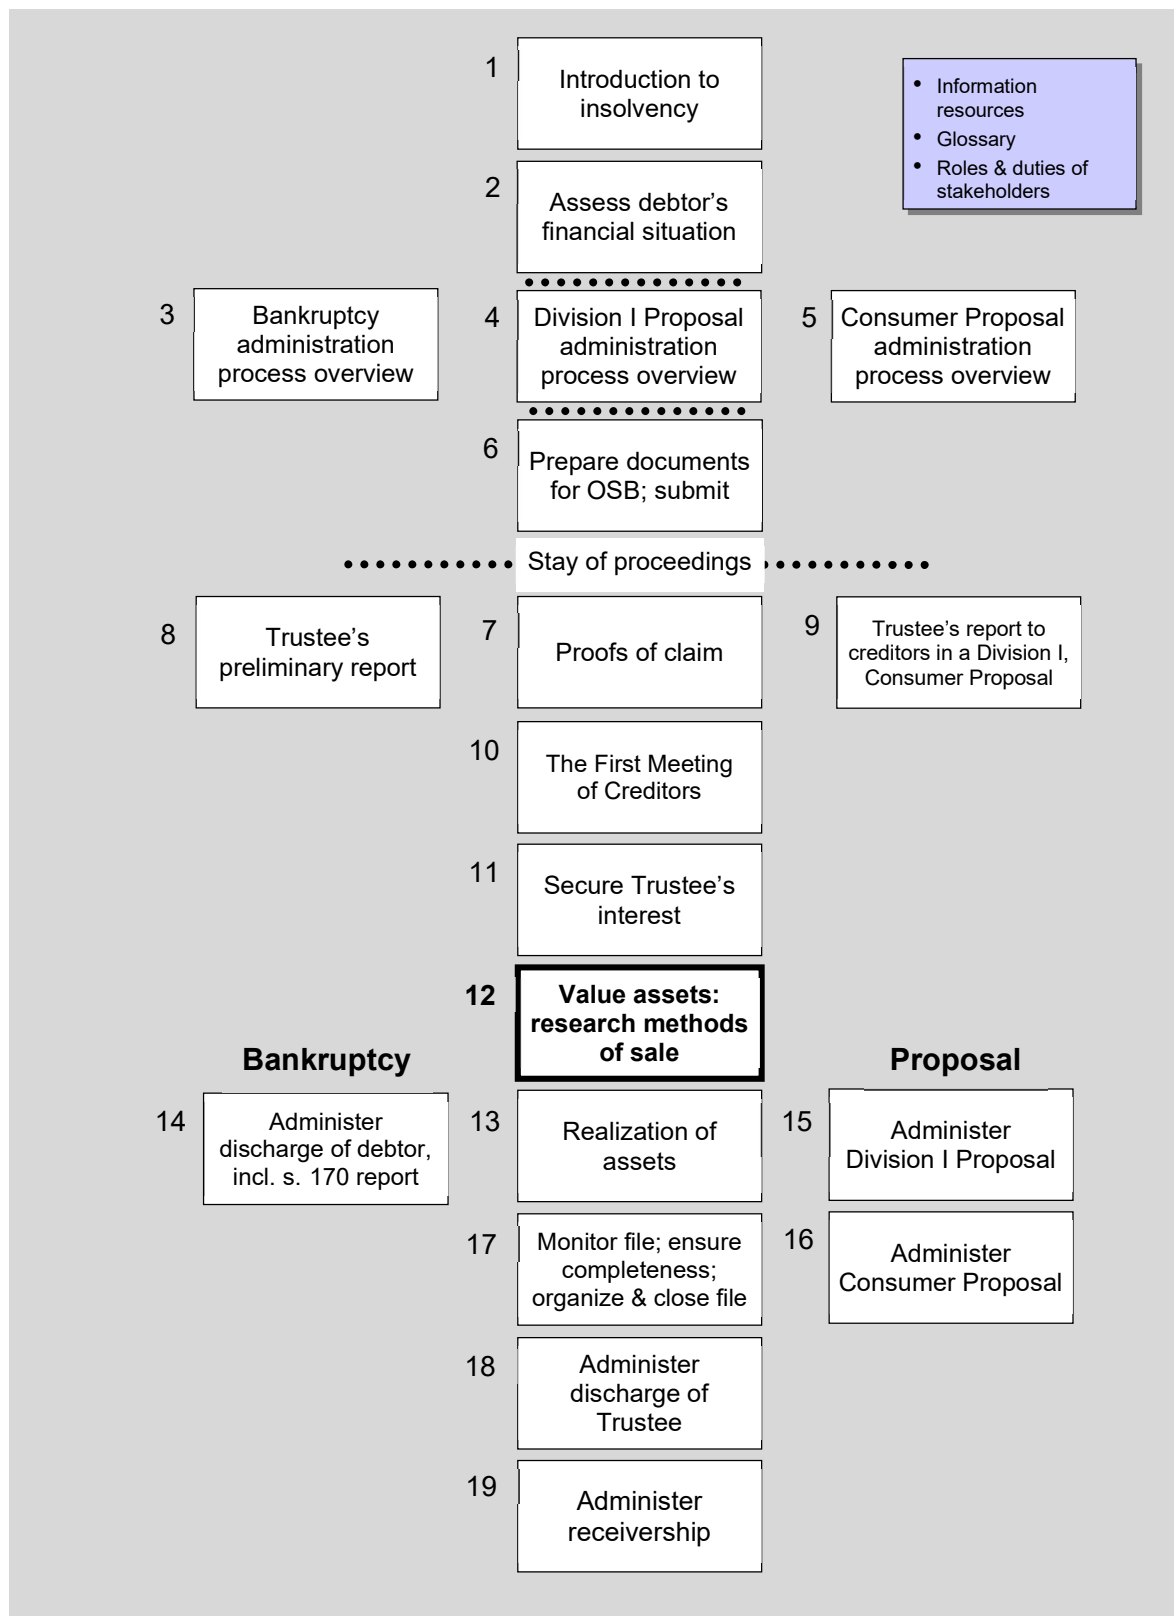 1
Introduction to
insolvency
• Information
resources
• Glossary
• Roles & duties of
stakeholders
2
Assess debtor’s
financial situation
3
Bankruptcy
administration
process overview
4
Division I Proposal
administration
process overview
5
Consumer Proposal
administration
process overview
6
Prepare documents
for OSB; submit
Stay of proceedings
8
Trustee’s
preliminary report
7
Proofs of claim
9
Trustee’s report to
creditors in a Division I,
Consumer Proposal
10
The First Meeting
of Creditors
11
Secure Trustee’s
interest
12
Value assets:
research methods
of sale
Bankruptcy
Proposal
14
Administer
discharge of debtor,
incl. s. 170 report
13
Realization of
assets
15
Administer
Division I Proposal
17
Monitor file; ensure
completeness;
organize & close file
16
Administer
Consumer Proposal
18
Administer
discharge of
Trustee
19
Administer
receivership